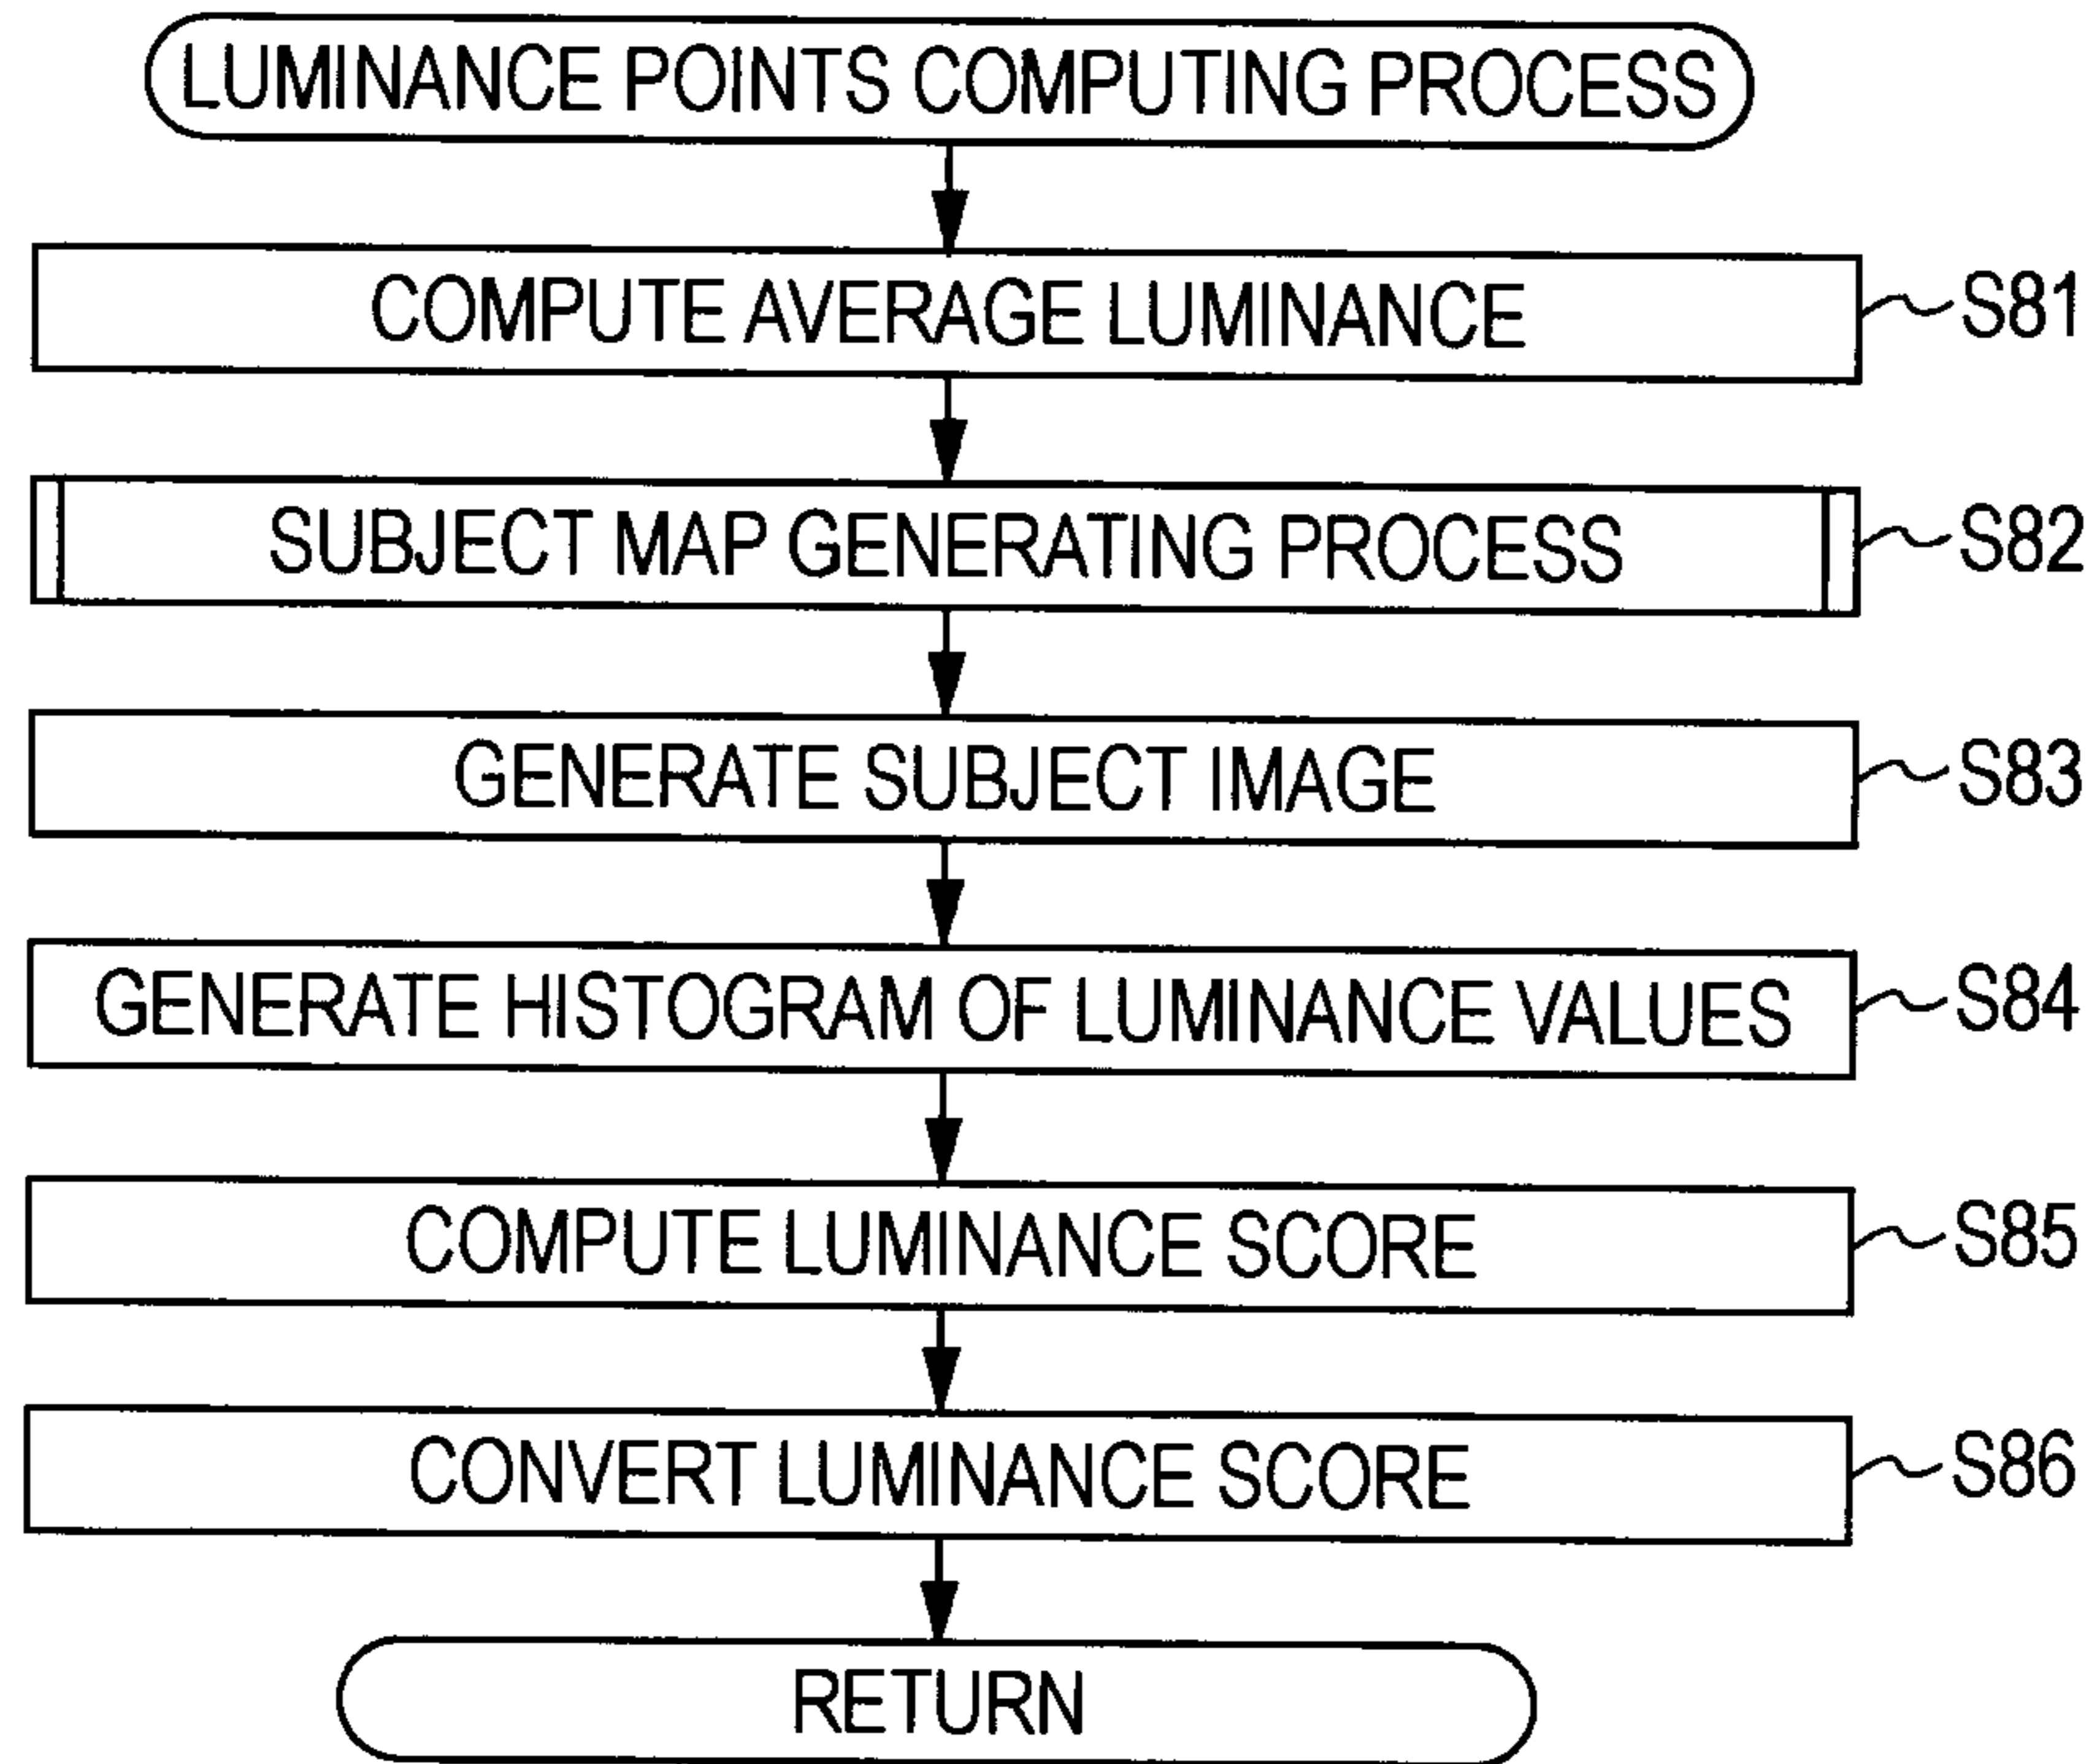 LUMINANCE POINTS COMPUTING PROCESS
COMPUTE AVERAGE LUMINANCE S81
SUBJECT MAP GENERATING PROCESS S82
GENERATE SUBJECT IMAGE S83
GENERATE HISTOGRAM OF LUMINANCE VALUES S84
COMPUTE LUMINANCE SCORE S85
CONVERT LUMINANCE SCORE S86
RETURN